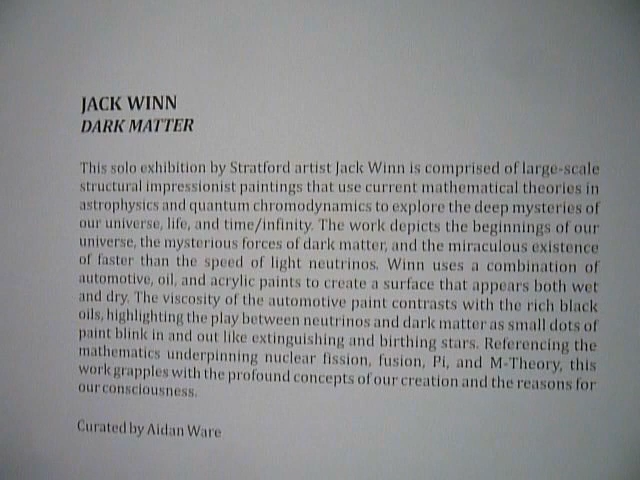 JACK WINN
DARK MATTER
This solo exhibition by Stratford artist Jack Winn is comprised of large-scale
structural impressionist paintings that use current mathematical theories in
astrophysics and quantum chromodynamics to explore the deep mysteries of
our universe, life, and time/infinity. The work depicts the beginnings of our
universe, the mysterious forces of dark matter, and the miraculous existence
of faster than the speed of light neutrinos. Winn uses a combination of
automotive, oil, and acrylic paints to create a surface that appears both wet
and dry. The viscosity of the automotive paint contrasts with the rich black
oils, highlighting the play between neutrinos and dark matter as small dots of
paint blink in and out like extinguishing and birthing stars. Referencing the
mathematics underpinning nuclear fission, fusion, Pi, and M-Theory, this
work grapples with the profound concepts of our creation and the reasons for
our consciousness.
Curated by Aidan Ware